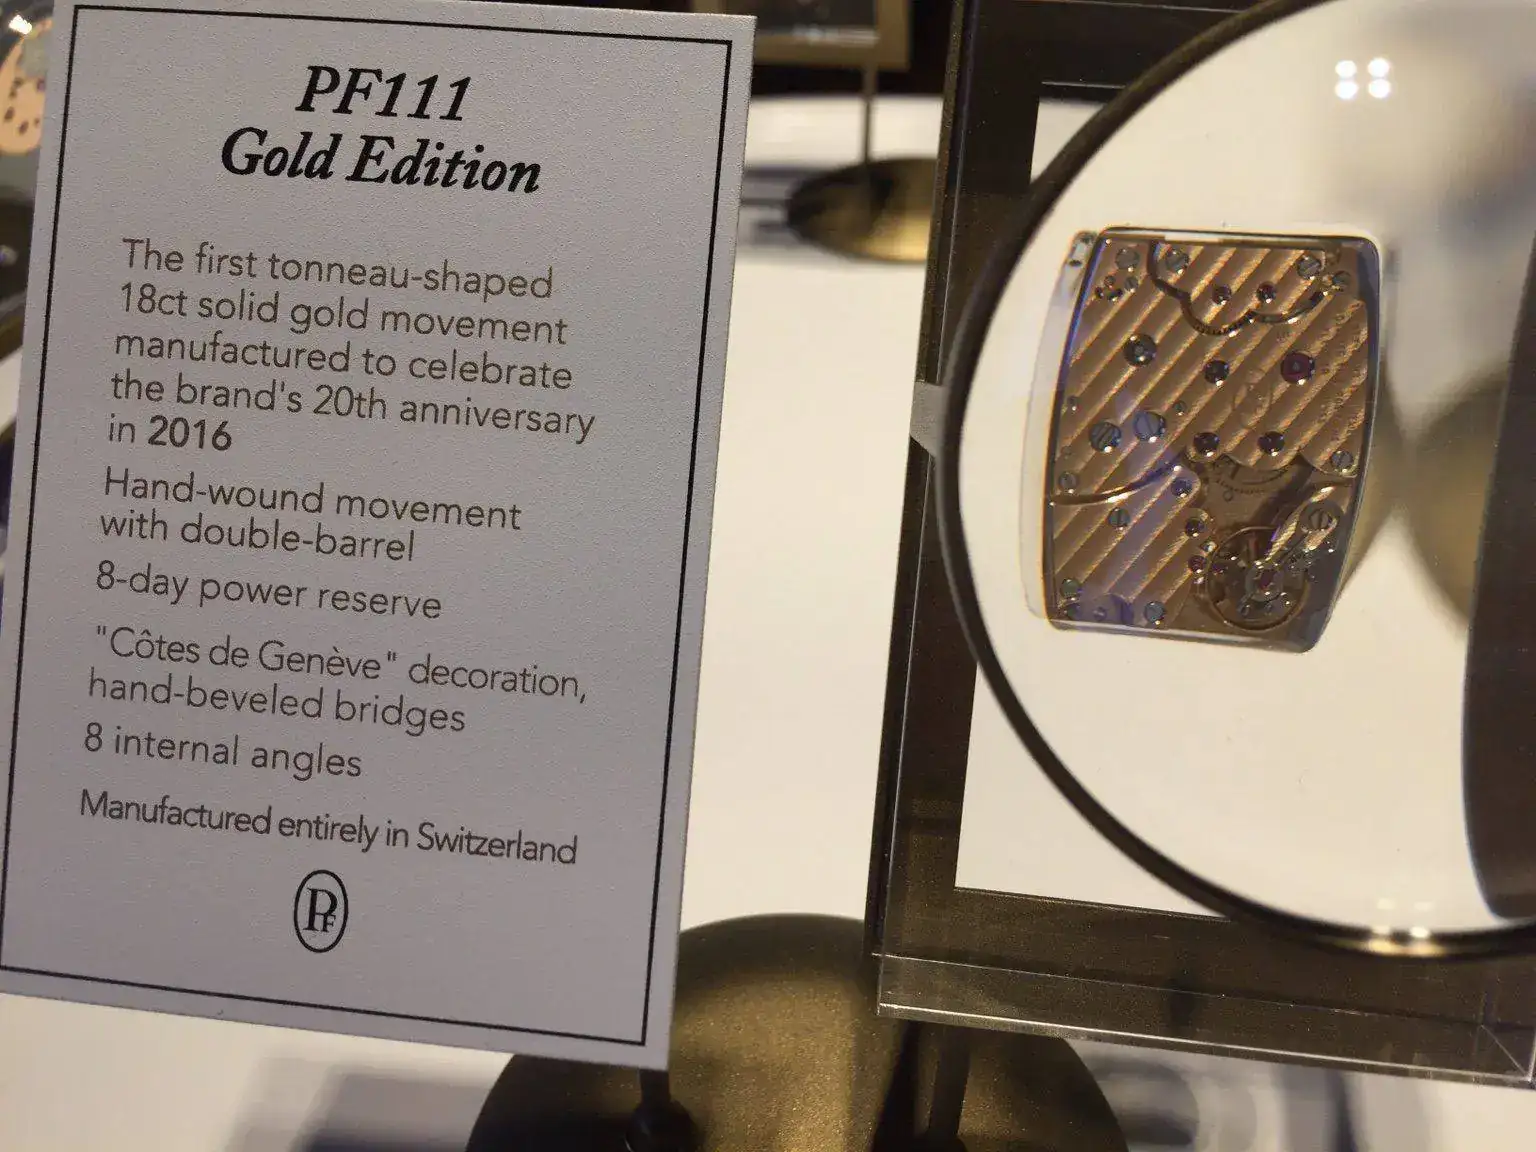 PF111
Gold Edition
The first tonneau-shaped
18ct solid gold movement
manufactured to celebrate
the brand's 20th anniversary
in 2016
Hand-wound movement
with double-barrel
8-day power reserve
"Côtes de Genève" decoration,
hand-beveled bridges
8 internal angles
Manufactured entirely in Switzerland
PF